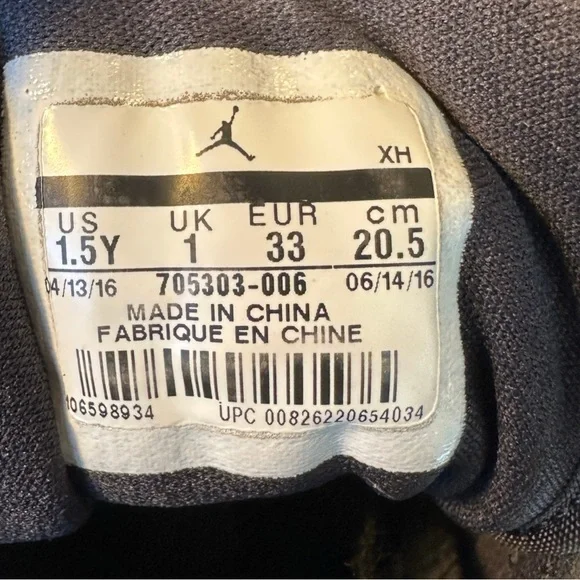 XH
US UK EUR cm
1.5Y 1 33 20.5
04/13/16 705303-006 06/14/16
MADE IN CHINA
FABRIQUE EN CHINE
106598934 UPC 00826220654034